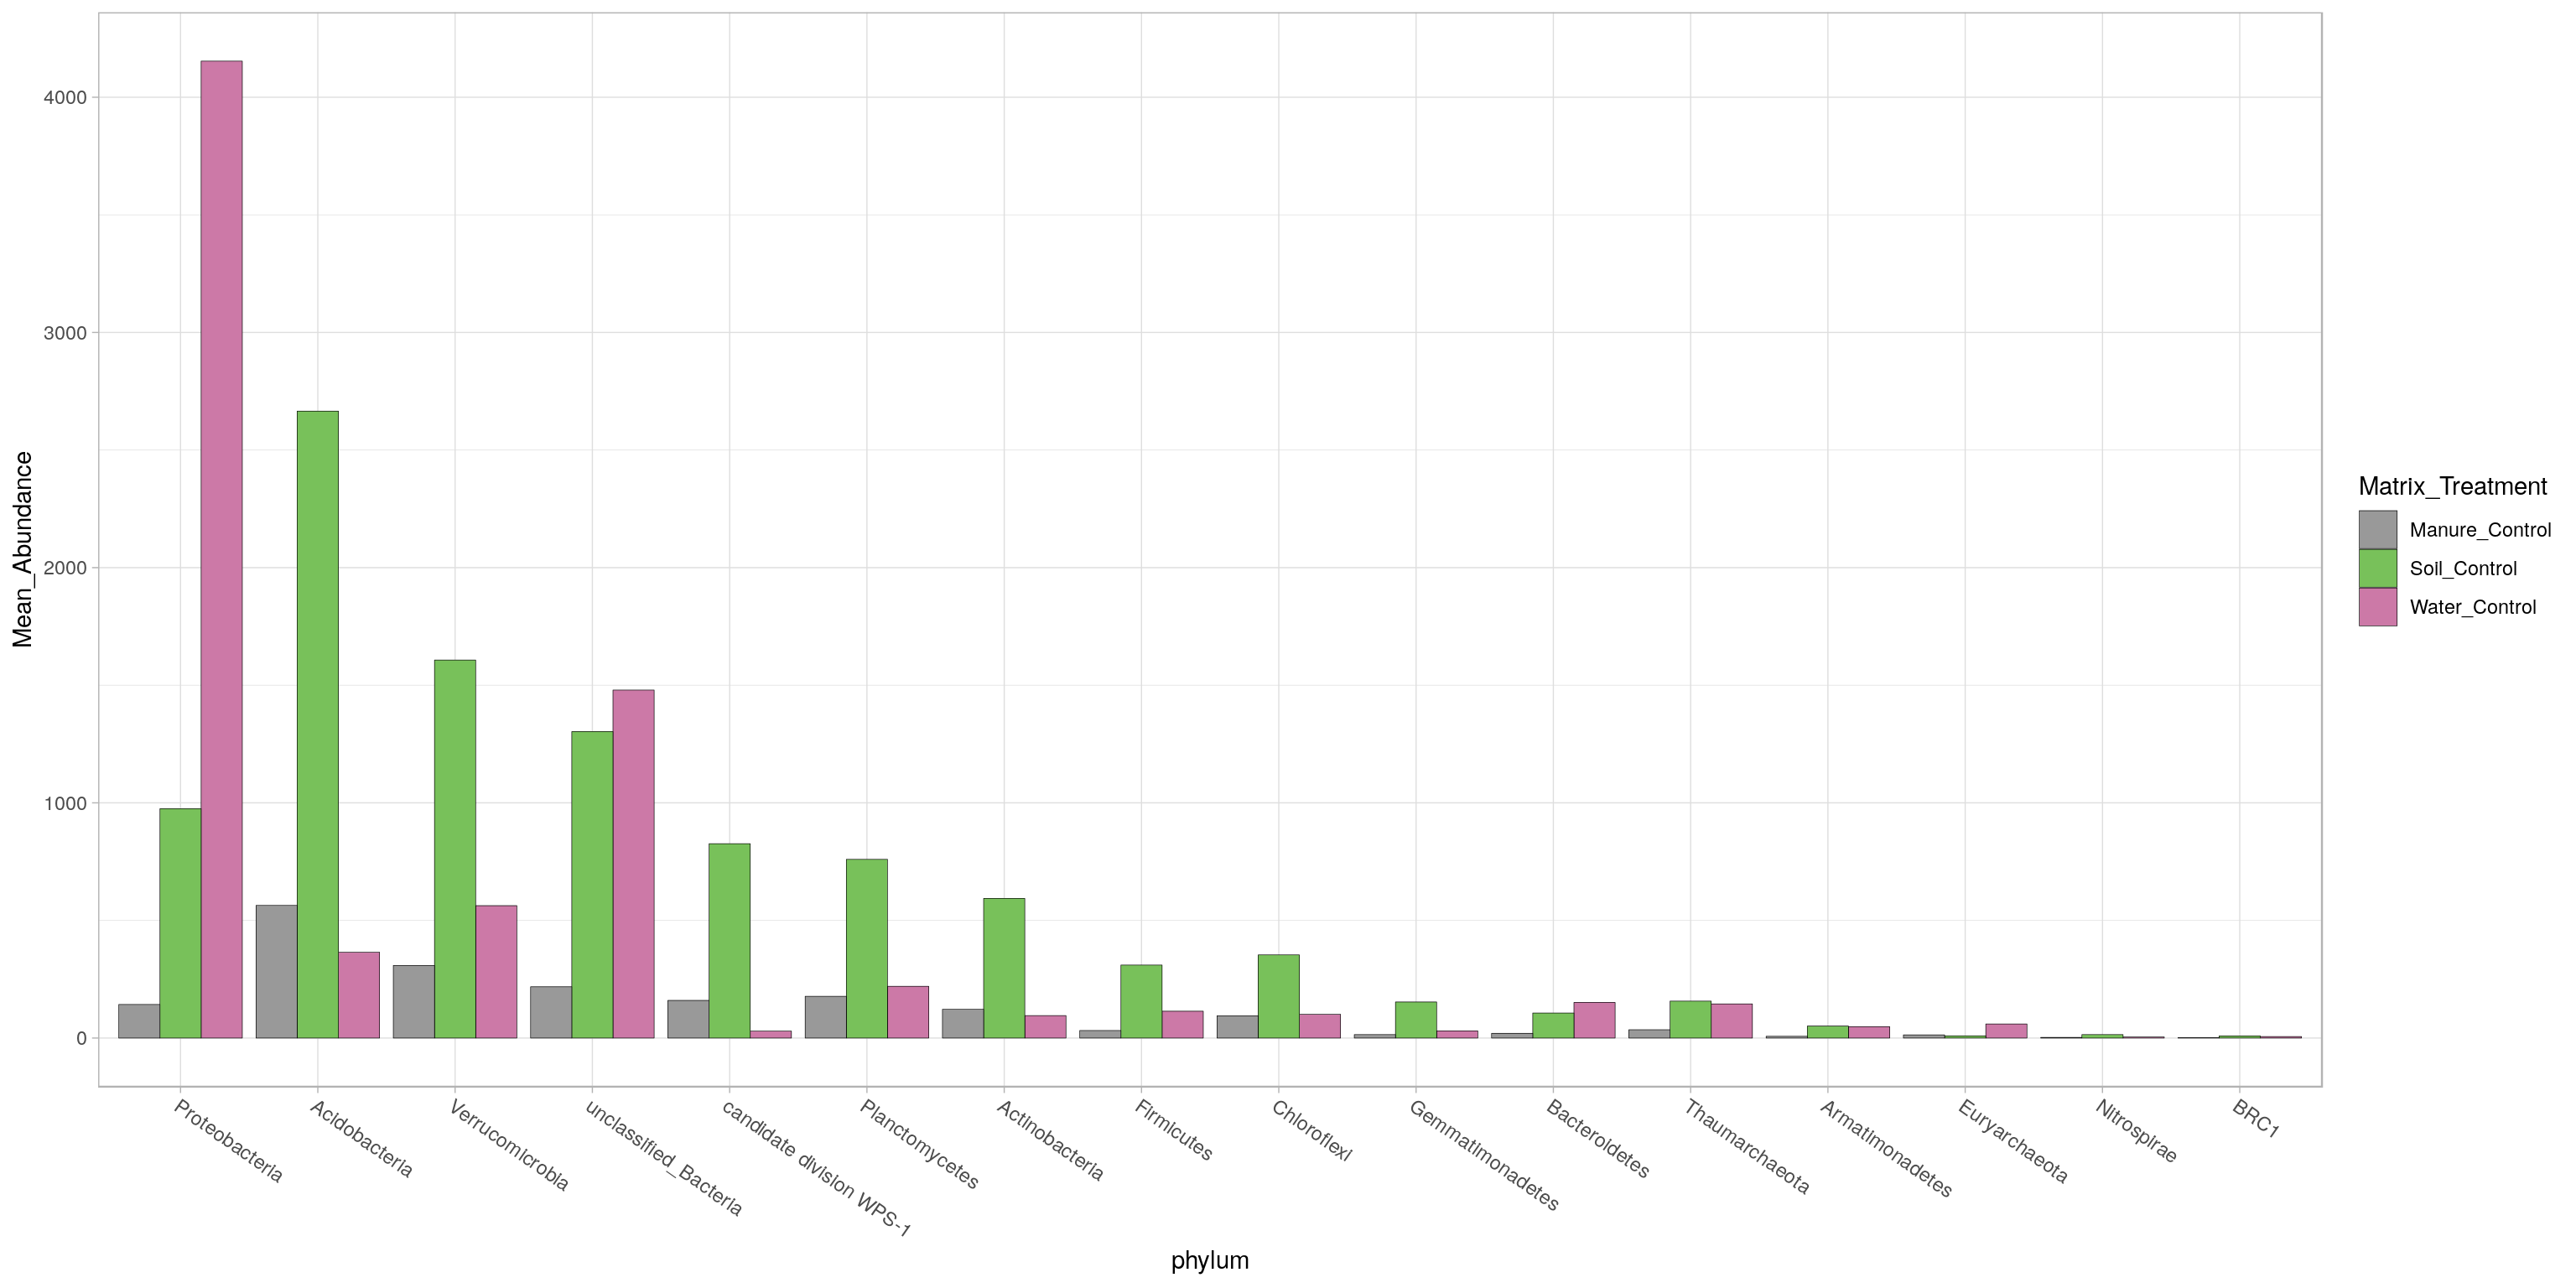 Mean_Abundance
4000
3000
2000
1000
0
Proteobacteria
Acidobacteria
Verrucomicrobia
unclassified_Bacteria
candidate division WPS-1
Planctomycetes
Actinobacteria
Firmicutes
Chloroflexi
Gemmatimonadetes
Bacteroidetes
Thaumarchaeota
Armatimonadetes
Euryarchaeota
Nitrospirae
BRC1
phylum
Matrix_Treatment
Manure_Control
Soil_Control
Water_Control